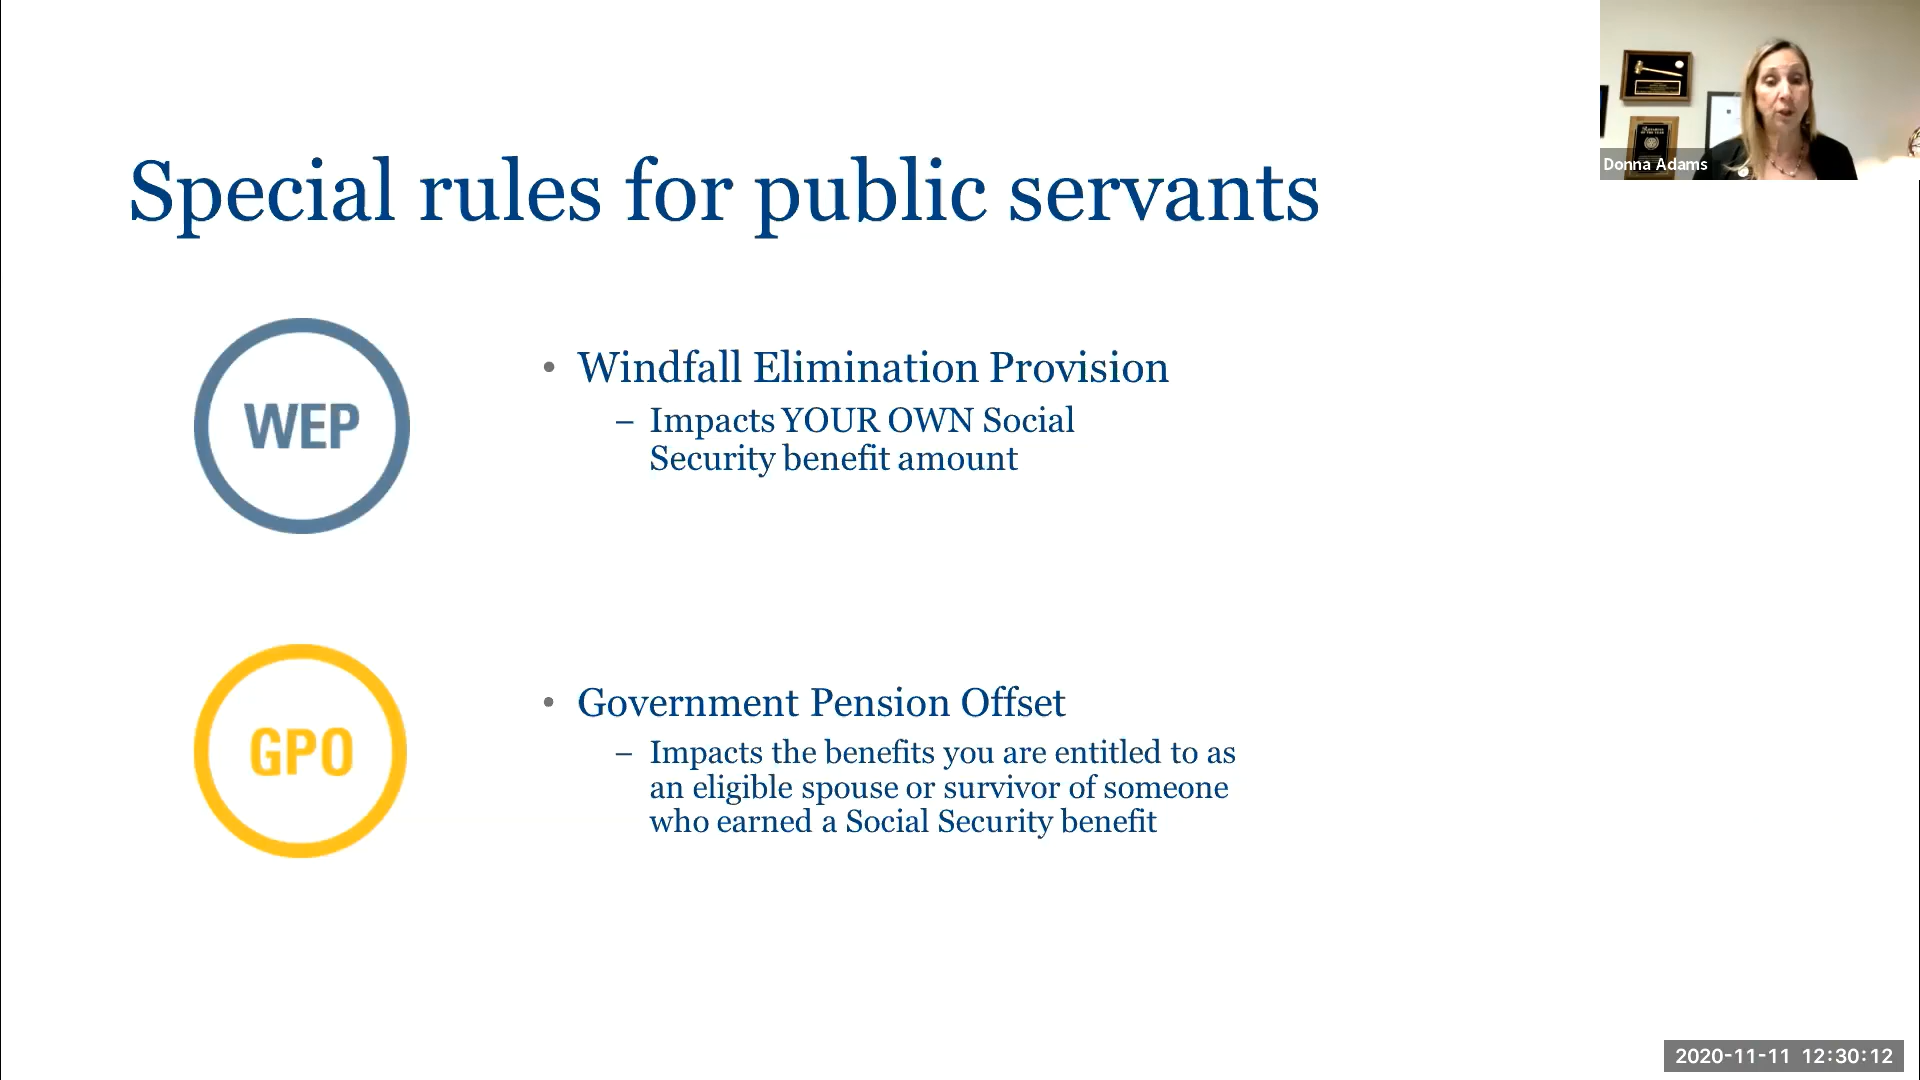 Special rules for public servants
WEP
• Windfall Elimination Provision
– Impacts YOUR OWN Social
Security benefit amount
GPO
• Government Pension Offset
– Impacts the benefits you are entitled to as
an eligible spouse or survivor of someone
who earned a Social Security benefit
Donna Adams
2020-11-11 12:30:12